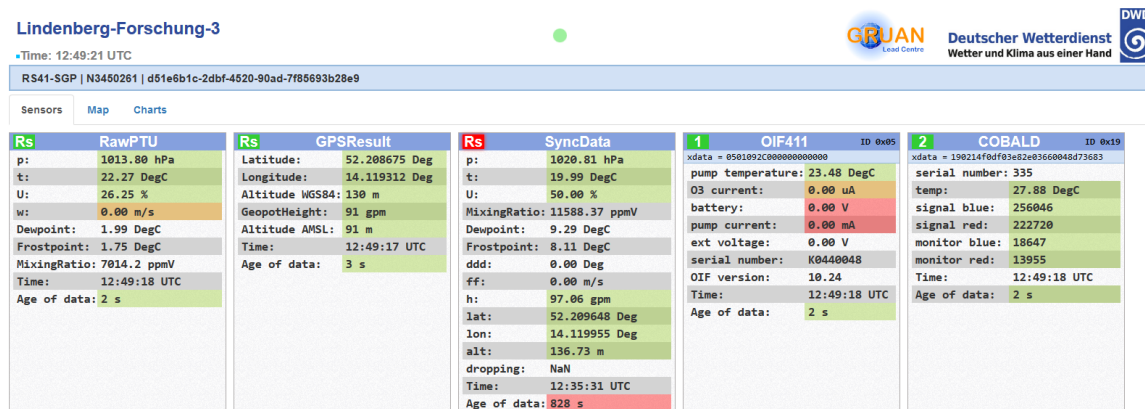 Lindenberg-Forschung-3
Time: 12:49:21 UTC
GRUAN
Lead Centre
Deutscher Wetterdienst
Wetter und Klima aus einer Hand
DWD
RS41-SGP | N3450261 | d51e6b1c-2dbf-4520-90ad-7f85693b28e9
Sensors Map Charts
Rs RawPTU
p: 1013.80 hPa
t: 22.27 DegC
U: 26.25 %
w: 0.00 m/s
Dewpoint: 1.99 DegC
Frostpoint: 1.75 DegC
MixingRatio: 7014.2 ppmV
Time: 12:49:18 UTC
Age of data: 2 s
Rs GPSResult
Latitude: 52.208675 Deg
Longitude: 14.119312 Deg
Altitude WGS84: 130 m
GeopotHeight: 91 gpm
Altitude AMSL: 91 m
Time: 12:49:17 UTC
Age of data: 3 s
Rs SyncData
p: 1020.81 hPa
t: 19.99 DegC
U: 50.00 %
MixingRatio: 11588.37 ppmV
Dewpoint: 9.29 DegC
Frostpoint: 8.11 DegC
ddd: 0.00 Deg
ff: 0.00 m/s
h: 97.06 gpm
lat: 52.209648 Deg
lon: 14.119955 Deg
alt: 136.73 m
dropping: NaN
Time: 12:35:31 UTC
Age of data: 828 s
1 OIF411 ID 0x05
xdata = 0501092C000000000000
pump temperature: 23.48 DegC
O3 current: 0.00 uA
battery: 0.00 V
pump current: 0.00 mA
ext voltage: 0.00 V
serial number: K0440048
OIF version: 10.24
Time: 12:49:18 UTC
Age of data: 2 s
2 COBALD ID 0x19
xdata = 190214f0df03e82e03660048d73683
serial number: 335
temp: 27.88 DegC
signal blue: 256046
signal red: 222720
monitor blue: 18647
monitor red: 13955
Time: 12:49:18 UTC
Age of data: 2 s